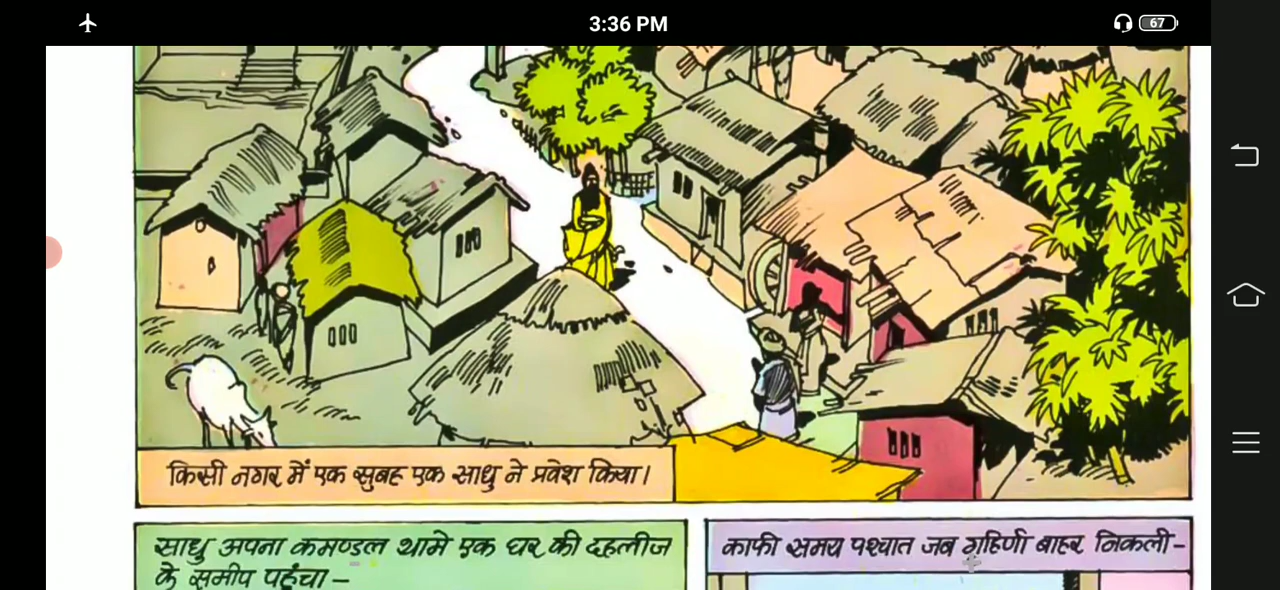 3:36 PM
67
किसी नगर में एक सुबह एक साधु ने प्रवेश किया।
साधु अपना कमण्डल थामे एक घर की दहलीज
के समीप पहुंचा —
काफी समय पश्चात जब गृहिणी बाहर निकली-